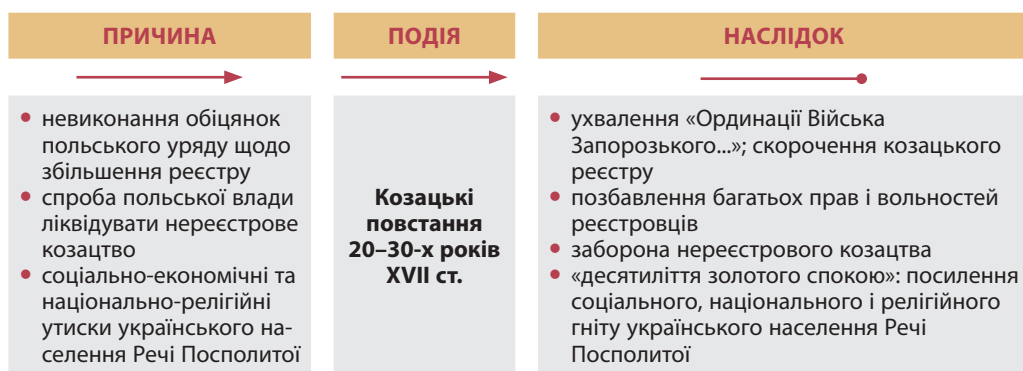 ПРИЧИНА
ПОДІЯ
НАСЛІДОК
• невиконання обіцянок
польського уряду щодо
збільшення реєстру
• спроба польської влади
ліквідувати нереєстрове
козацтво
• соціально-економічні та
національно-релігійні
утиски українського на-
селення Речі Посполитої
Козацькі
повстання
20–30-х років
XVII ст.
• ухвалення «Ординації Війська
Запорозького...»; скорочення козацького
реєстру
• позбавлення багатьох прав і вольностей
реєстровців
• заборона нереєстрового козацтва
• «десятиліття золотого спокою»: посилення
соціального, національного і релігійного
гніту українського населення Речі
Посполитої